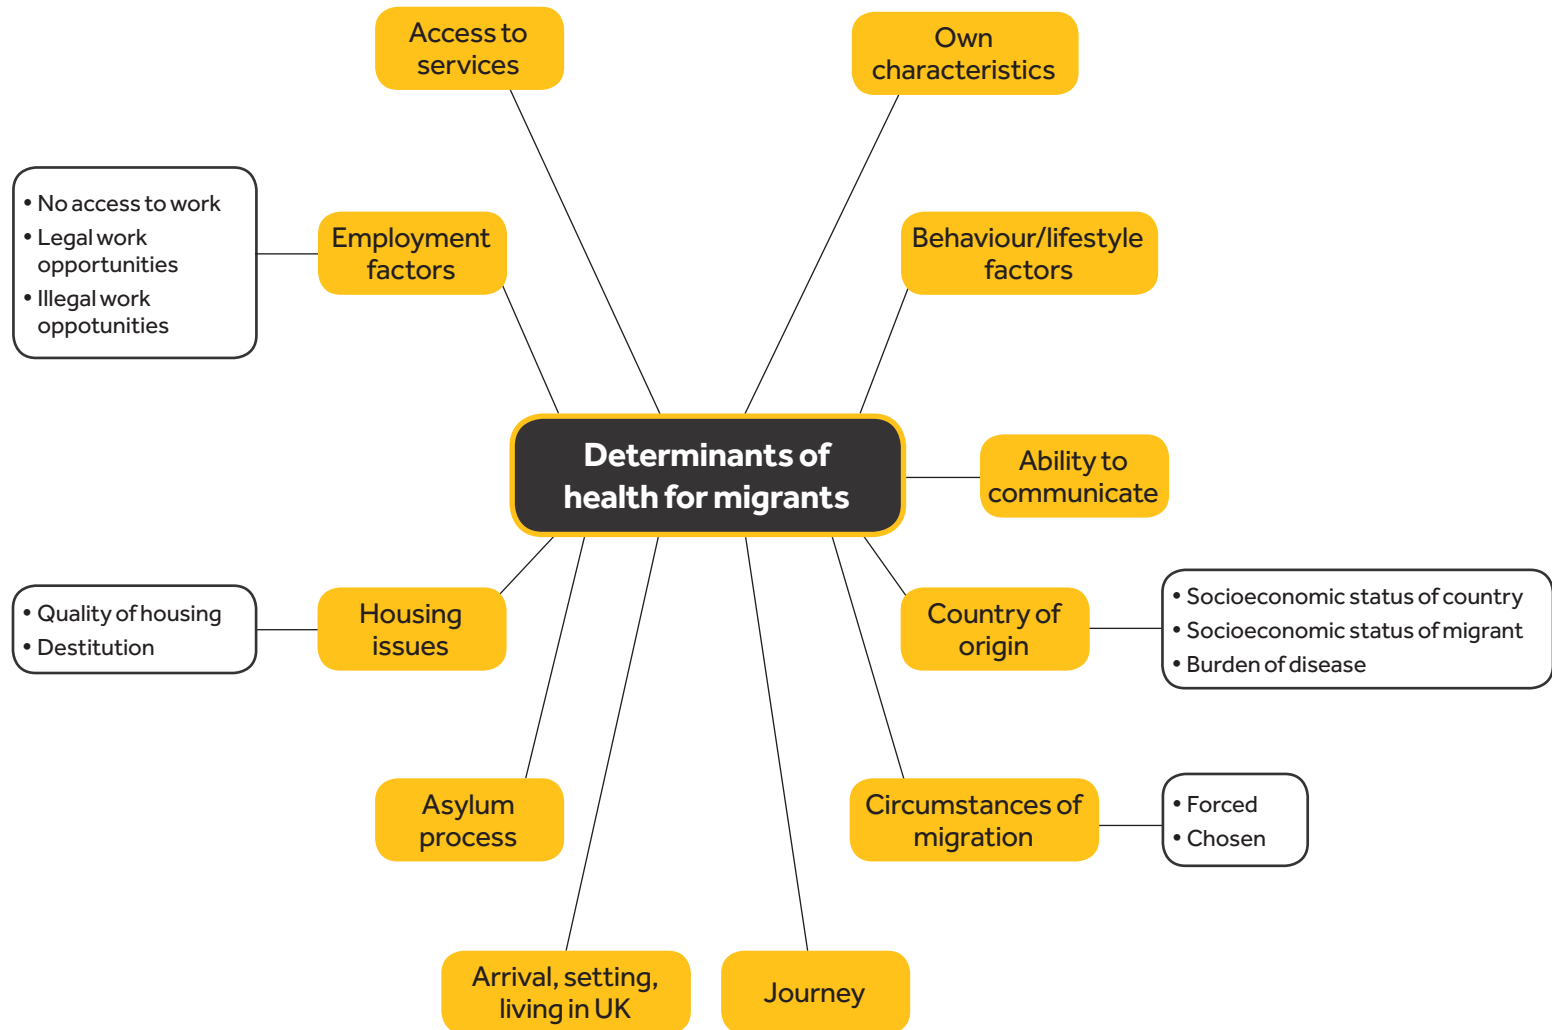 Access to
services
Own
characteristics
• No access to work
• Legal work
opportunities
• Illegal work
oppotunities
Employment
factors
Behaviour/lifestyle
factors
Determinants of
health for migrants
Ability to
communicate
• Quality of housing
• Destitution
Housing
issues
Country of
origin
• Socioeconomic status of country
• Socioeconomic status of migrant
• Burden of disease
Asylum
process
Circumstances of
migration
• Forced
• Chosen
Arrival, setting,
living in UK
Journey